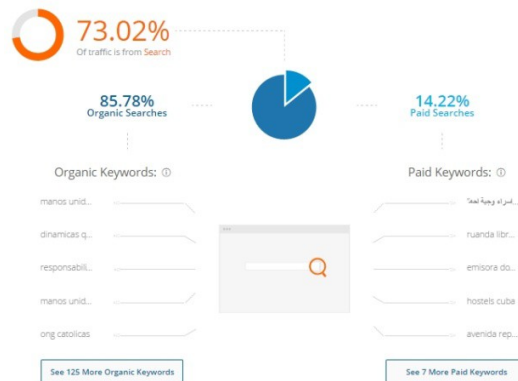 73.02%
Of traffic is from Search
85.78%
Organic Searches
14.22%
Paid Searches
Organic Keywords:
Paid Keywords:
manos unid...
dinamicas q...
ruanda libr...
responsabili...
emisora do...
manos unid...
hostels cuba
ong catolicas
avenida rep...
See 125 More Organic Keywords
See 7 More Paid Keywords